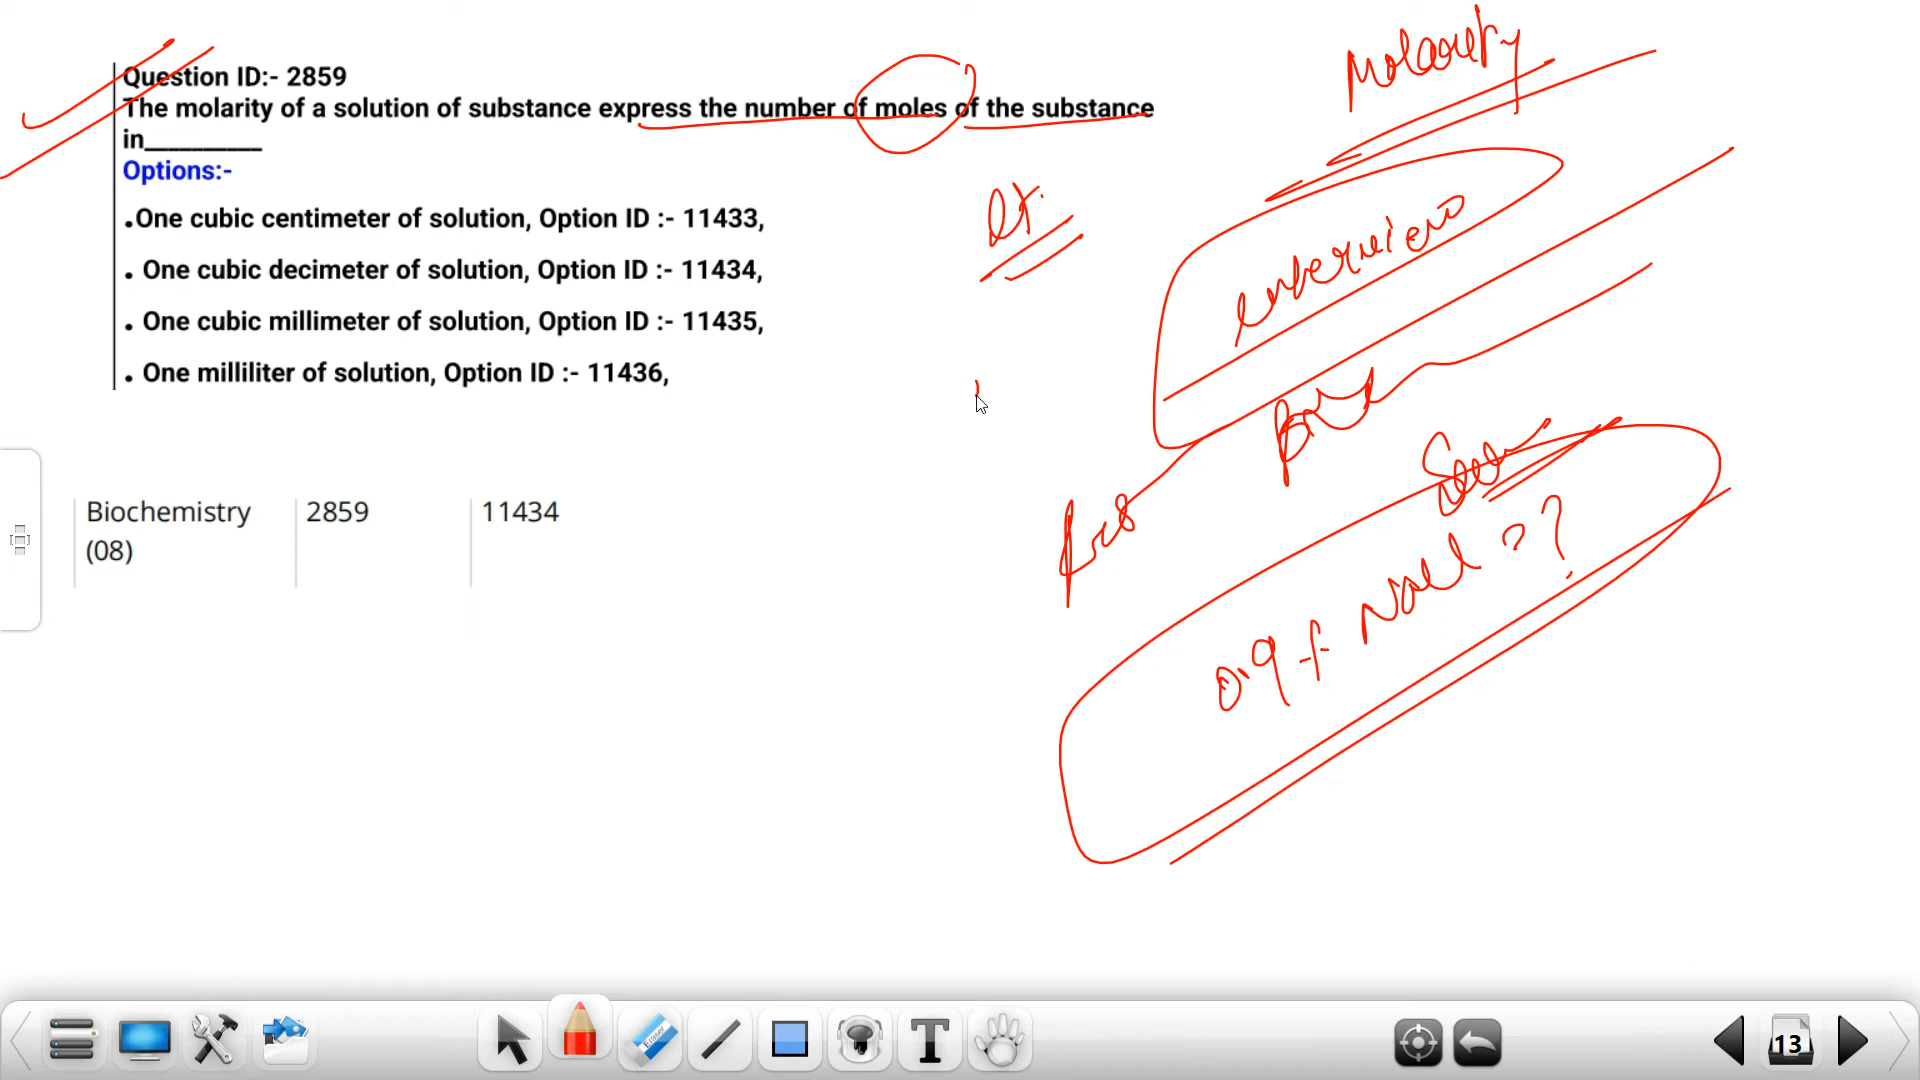 Question ID:- 2859
The molarity of a solution of substance express the number of moles of the substance
in__________
Options:-
.One cubic centimeter of solution, Option ID :- 11433,
. One cubic decimeter of solution, Option ID :- 11434,
. One cubic millimeter of solution, Option ID :- 11435,
. One milliliter of solution, Option ID :- 11436,
Biochemistry 2859 11434
(08)
Molarity
lt.
0.9 f NaCl ??
Eraser
T
13